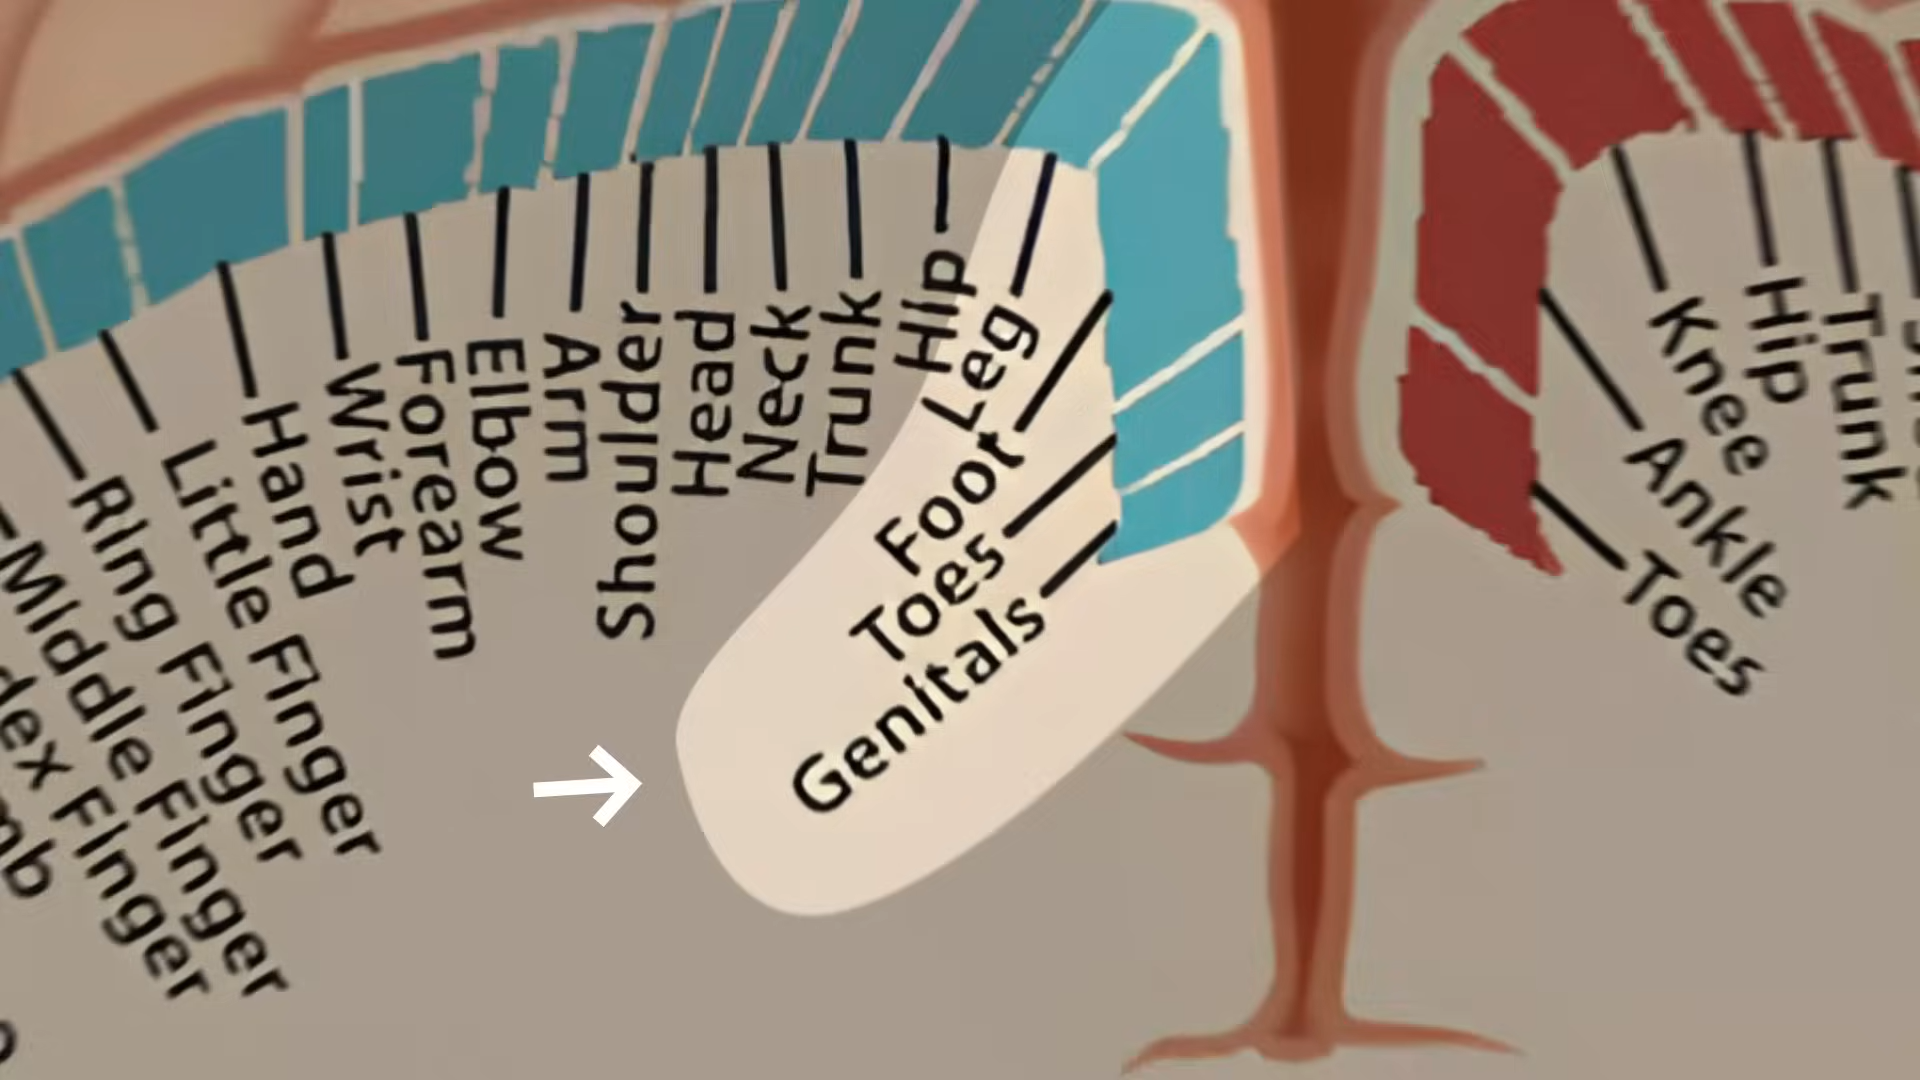 Middle Finger
Ring Finger
Little Finger
Hand
Wrist
Forearm
Elbow
Arm
Shoulder
Head
Neck
Trunk
Hip
Leg
Foot
Toes
Genitals
Knee
Hip
Trunk
Ankle
Toes
Finger